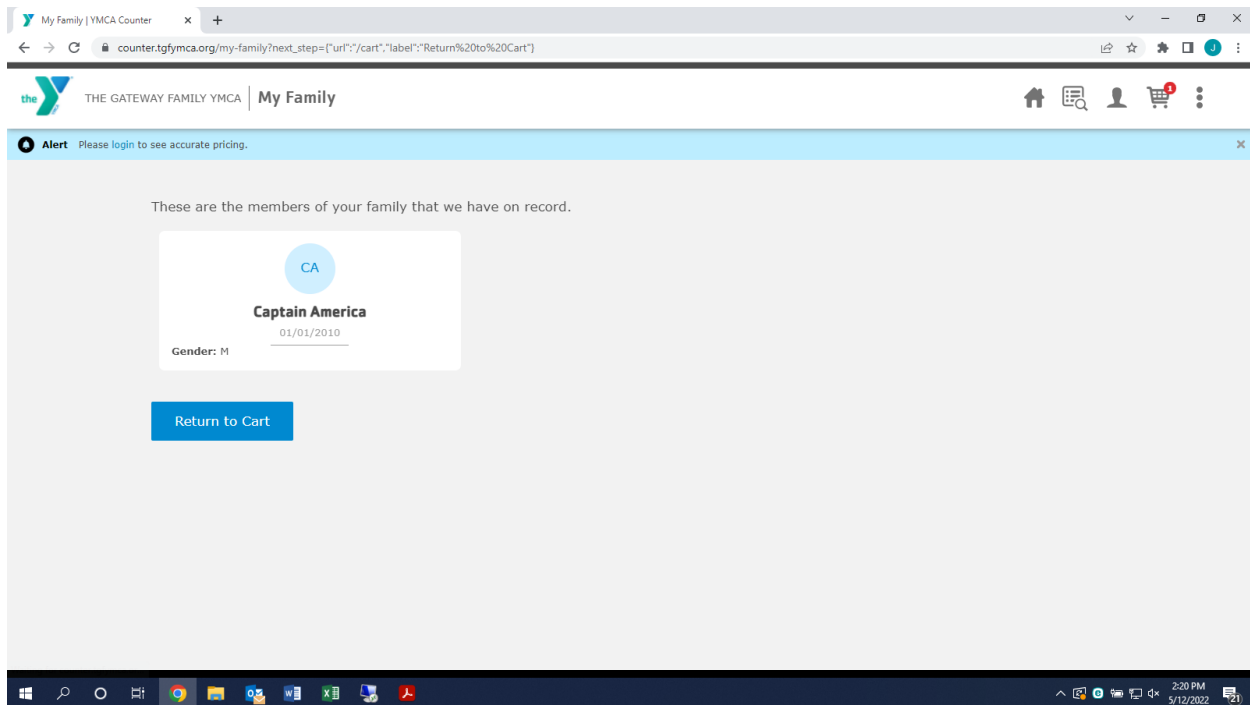 My Family | YMCA Counter
counter.tgfymca.org/my-family?next_step={"url":"/cart","label":"Return%20to%20Cart"}
J
the Y THE GATEWAY FAMILY YMCA My Family
1
Alert Please login to see accurate pricing.
These are the members of your family that we have on record.
CA
Captain America
01/01/2010
Gender: M
Return to Cart
2:20 PM
5/12/2022
21